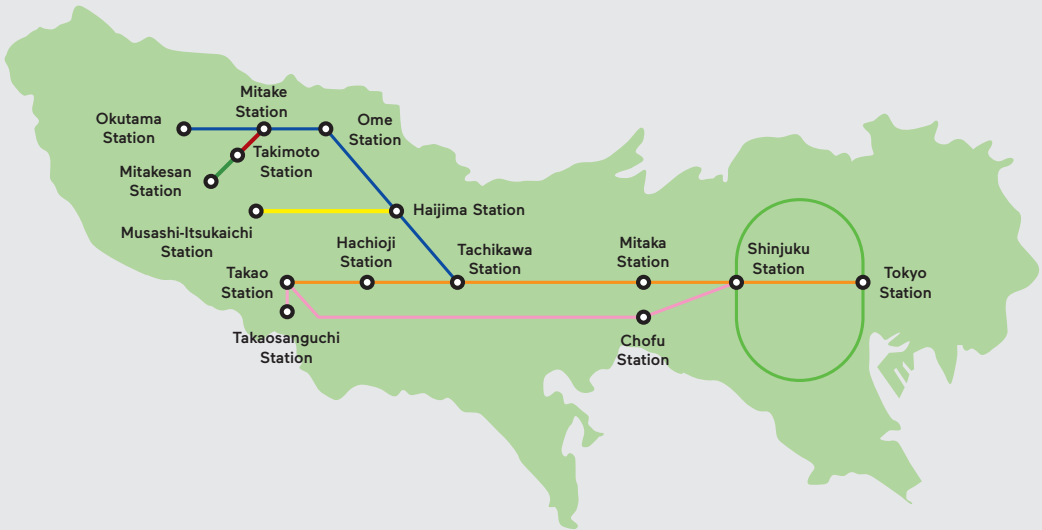 Mitake
Station
Okutama
Station
Ome
Station
Takimoto
Station
Mitakesan
Station
Haijima Station
Musashi-Itsukaichi
Station
Hachioji
Station
Tachikawa
Station
Mitaka
Station
Shinjuku
Station
Takao
Station
Tokyo
Station
Takaosanguchi
Station
Chofu
Station